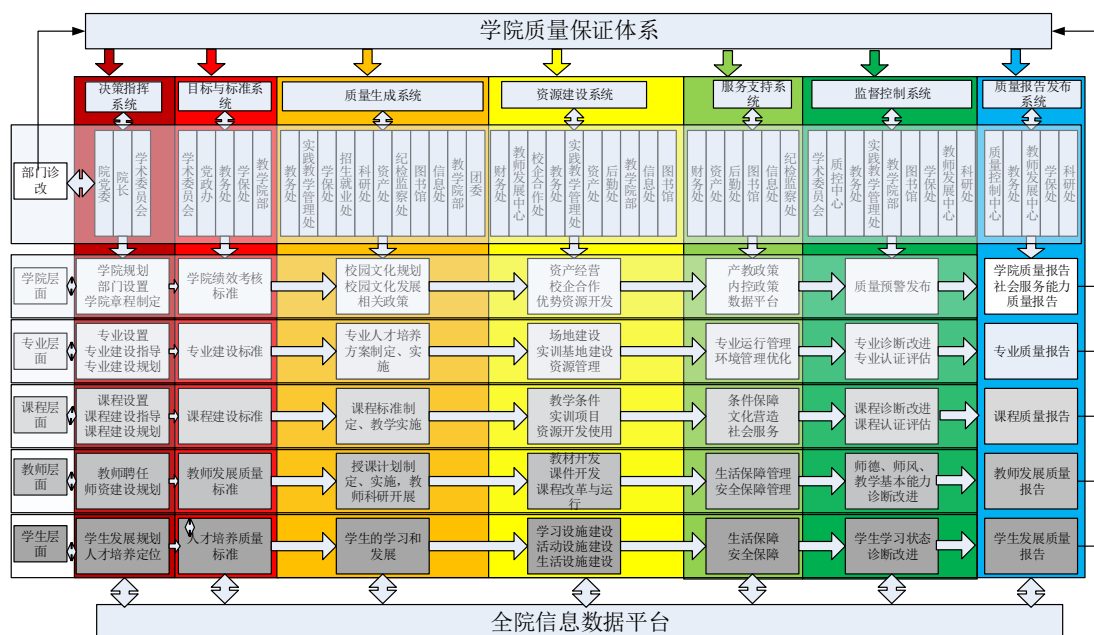 学院质量保证体系
决策指挥
系统
目标与标准系
统
质量生成系统
资源建设系统
服务支持系
统
监督控制系统
质量报告发布
系统
部门诊
改
院党委
院长
学术委员会
学术委员会
党政办
教务处
学保处
教学院部
教务处
实践教学管理处
学保处
招生就业处
科研处
资产处
纪检监察处
图书馆
信息处
教学院部
团委
财务处
教师发展中心
校企合作处
教务处
实践教学管理处
资产处
后勤处
教学院部
信息处
图书馆
财务处
资产处
后勤处
教务处
信息处
纪检监察处
学术委员会
质控中心
教务处
实践教学管理处
教学院部
图书馆
学保处
教师发展中心
科研处
质量控制中心
教务处
教师发展中心
学保处
科研处
学院层
面
学院规划
部门设置
学院章程制定
学院绩效考核
标准
校园文化规划
校园文化发展
相关政策
资产经营
校企合作
优势资源开发
产教政策
内控政策
数据平台
质量预警发布
学院质量报告
社会服务能力
质量报告
专业层
面
专业设置
专业建设指导
专业建设规划
专业建设标准
专业人才培养
方案制定、实
施
场地建设
实训基地建设
资源管理
专业运行管理
环境管理优化
专业诊断改进
专业认证评估
专业质量报告
课程层
面
课程设置
课程建设指导
课程建设规划
课程建设标准
课程标准制
定、教学实施
教学条件
实训项目
资源开发使用
条件保障
文化营造
社会服务
课程诊断改进
课程认证评估
课程质量报告
教师层
面
教师聘任
师资建设规划
教师发展质量
标准
授课计划制
定、实施，教
师科研开展
教材开发
课件开发
课程改革与运
行
生活保障管理
安全保障管理
师德、师风、
教学基本能力
诊断改进
教师发展质量
报告
学生层
面
学生发展规划
人才培养定位
人才培养质量
标准
学生的学习和
发展
学习设施建设
活动设施建设
生活设施建设
生活保障
安全保障
学生学习状态
诊断改进
学生发展质量
报告
全院信息数据平台